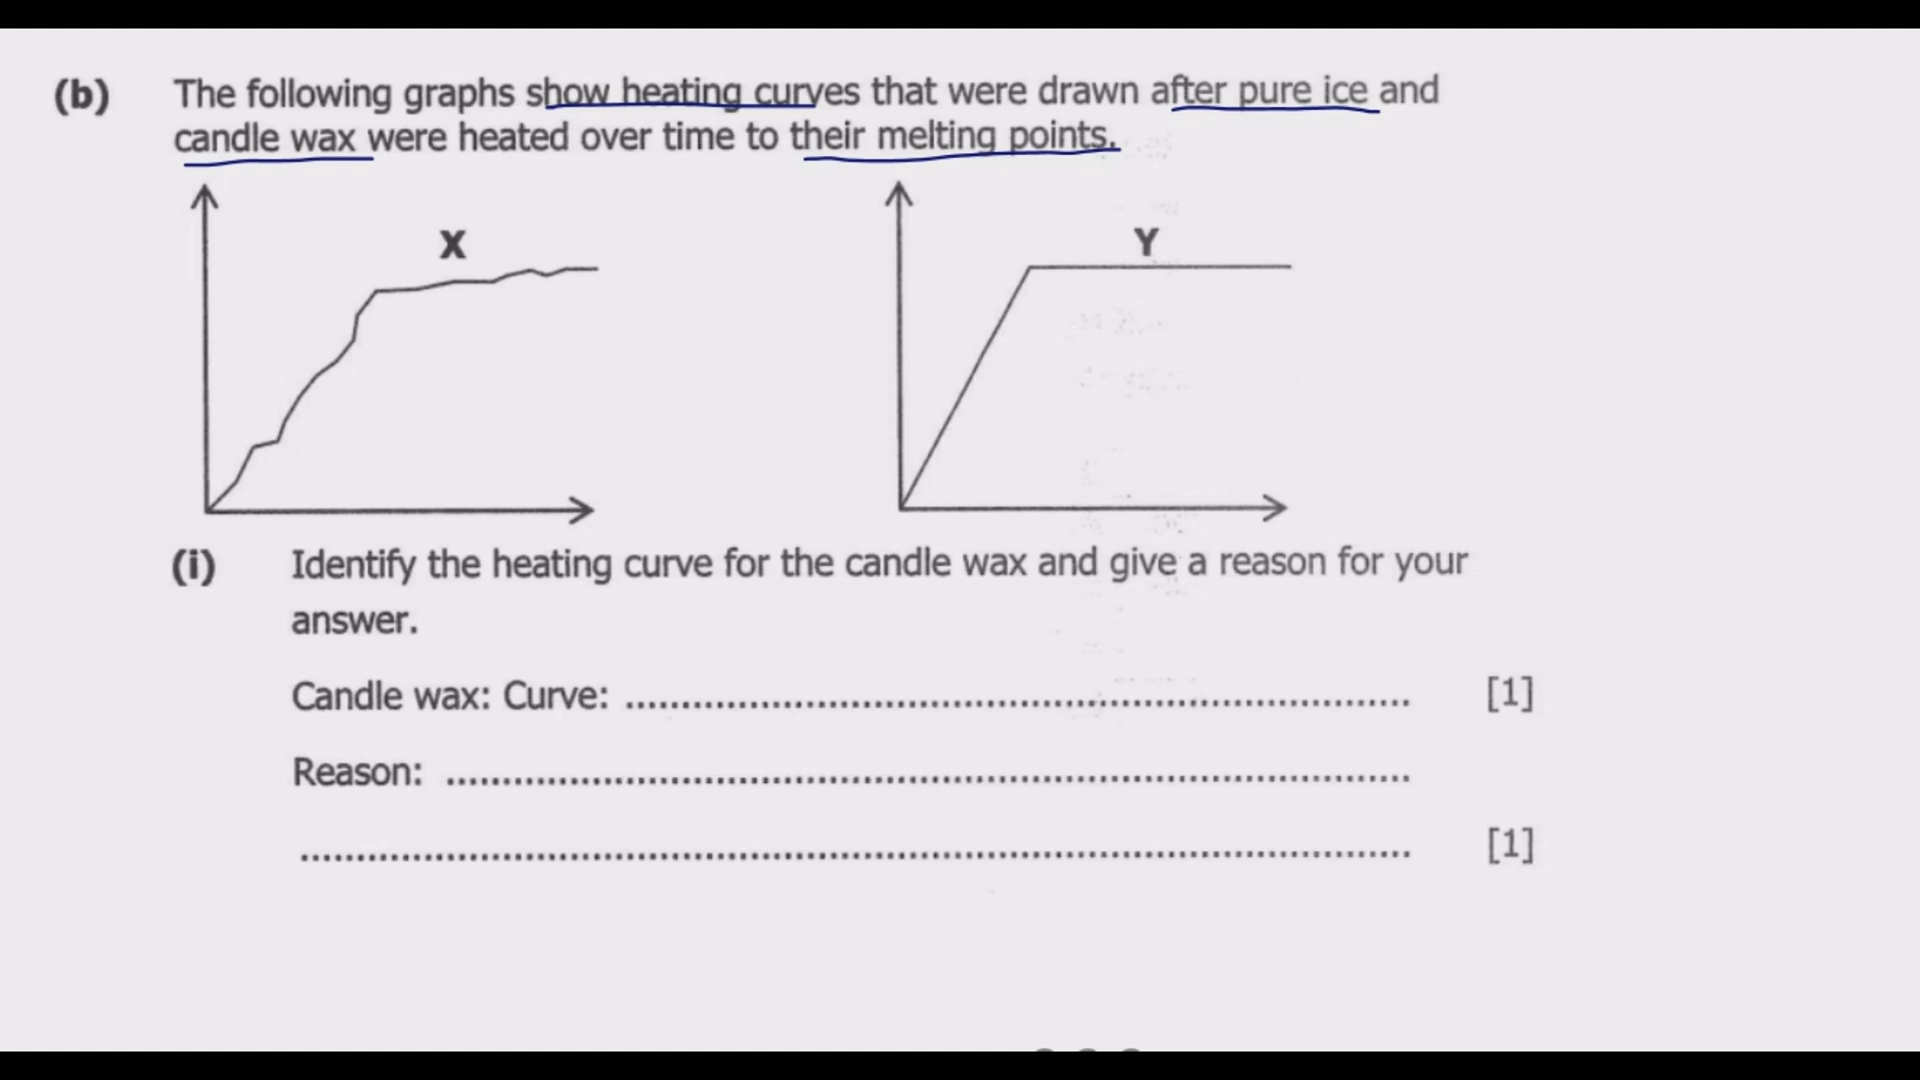 (b) The following graphs show heating curves that were drawn after pure ice and
candle wax were heated over time to their melting points.
X
Y
(i) Identify the heating curve for the candle wax and give a reason for your
answer.
Candle wax: Curve: ........................................................................ [1]
Reason: ........................................................................................
........................................................................................................ [1]